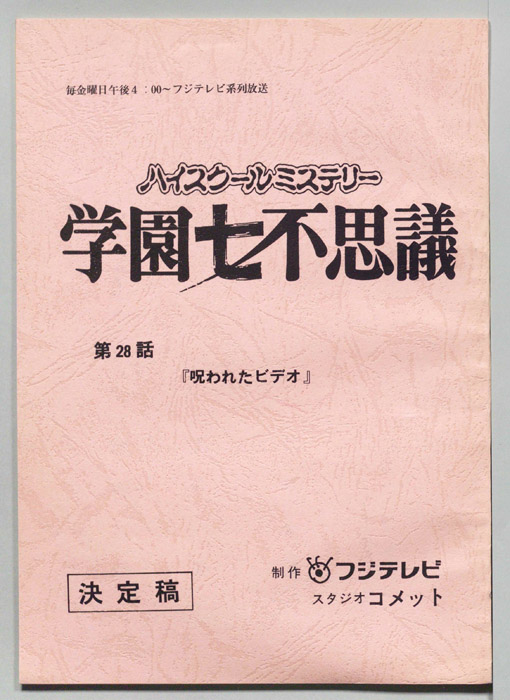 毎金曜日午後4:00～フジテレビ系列放送
ハイスクールミステリー
学園七不思議
第28話
『呪われたビデオ』
決定稿
制作 フジテレビ
スタジオコメット